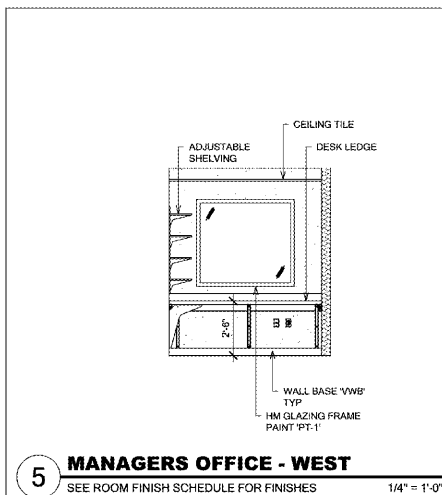 CEILING TILE
ADJUSTABLE
SHELVING
DESK LEDGE
2'-6"
WALL BASE 'VWB'
TYP
HM GLAZING FRAME
PAINT 'PT-1'
5
MANAGERS OFFICE - WEST
SEE ROOM FINISH SCHEDULE FOR FINISHES
1/4" = 1'-0"